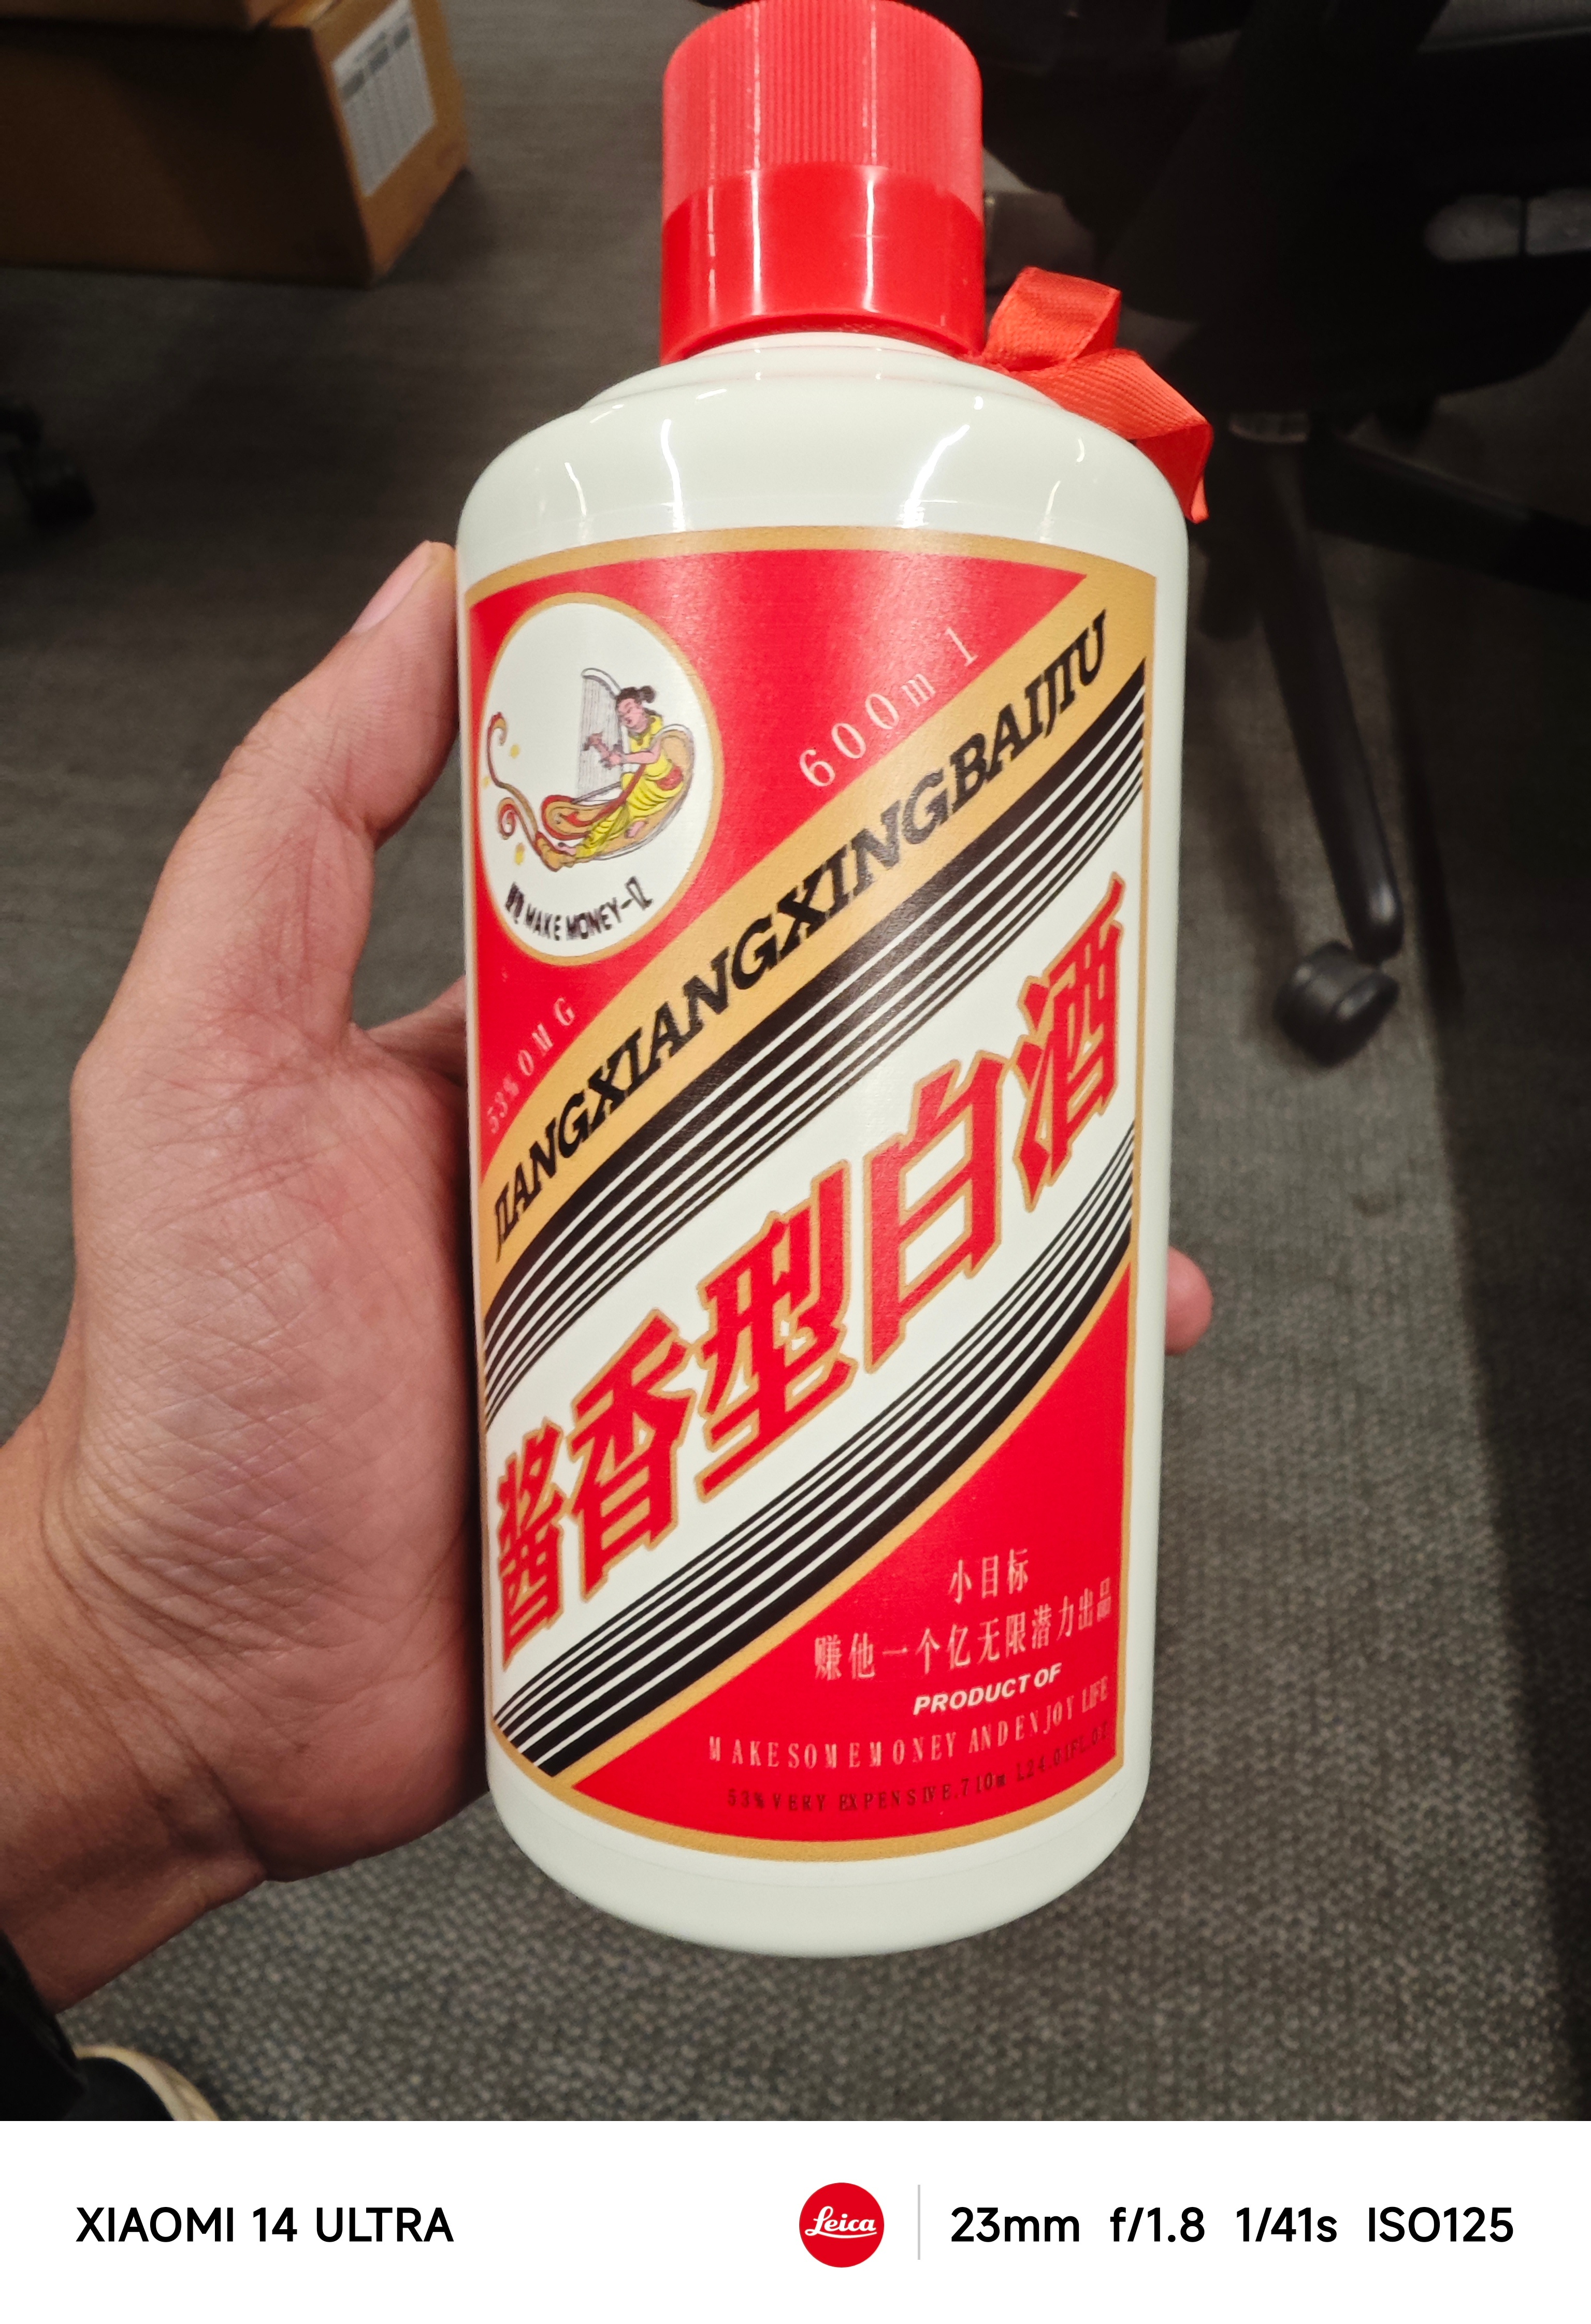 600ml
MAKE MONEY
53%OMG
JIANGXIANGXINGBAIJIU
酱香型白酒
小目标
赚他一个亿无限潜力出品
PRODUCT OF
MAKE SOME MONEY AND ENJOY LIFE
53% VERY EXPENSIVE.710m
XIAOMI 14 ULTRA
Leica
23mm f/1.8 1/41s ISO125